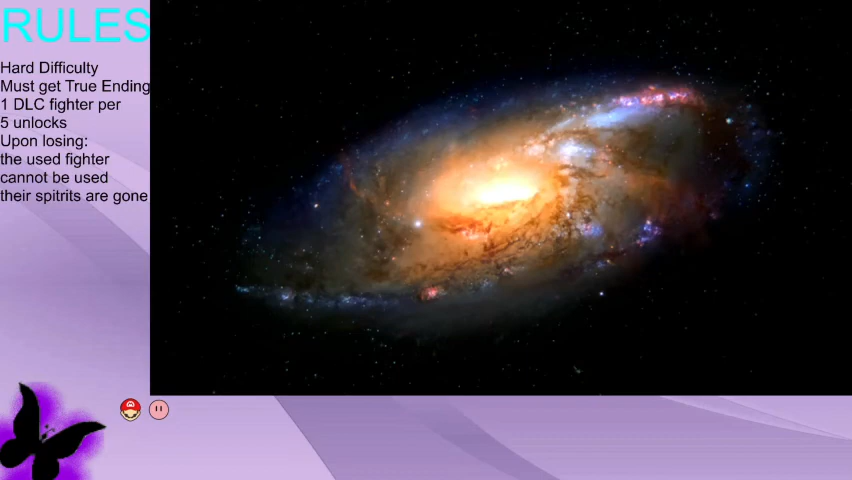 RULES
Hard Difficulty
Must get True Ending
1 DLC fighter per
5 unlocks
Upon losing:
the used fighter
cannot be used
their spitrits are gone